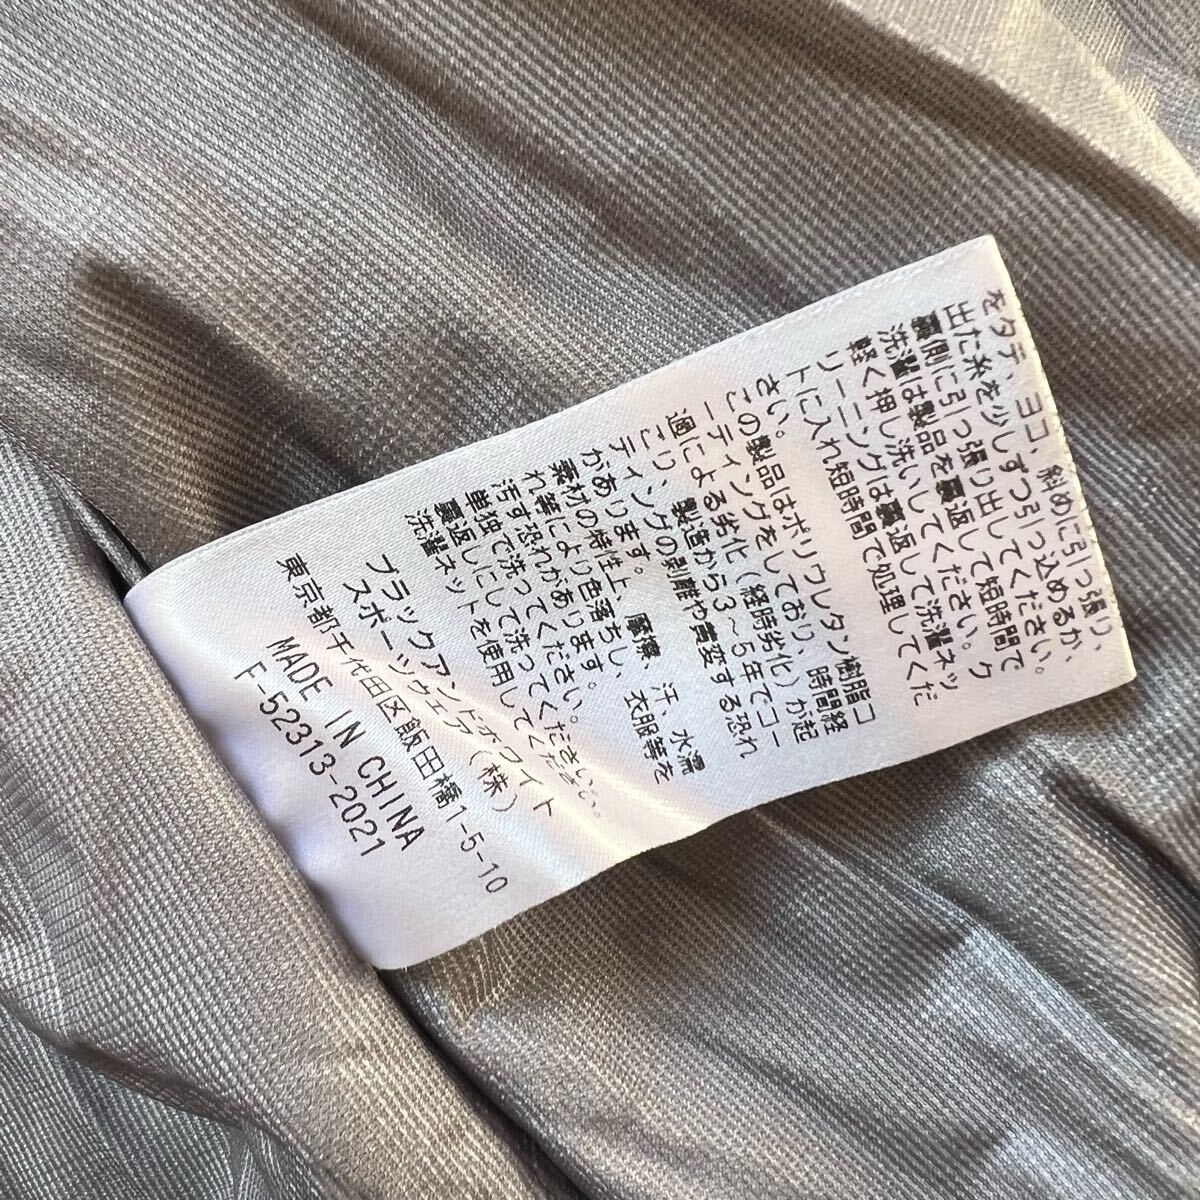 をタテ、ヨコ、斜めに引っ張り、
出た糸を少しずつ引っ込めるか、
裏側に引っ張り出してください。
洗濯は製品を裏返して短時間で
軽く押し洗いしてください。ク
リーニングは裏返して洗濯ネッ
トに入れ短時間で処理してくだ
さい。
この製品はポリウレタン樹脂コ
ーティングをしており、時間経
過による劣化(経時劣化)が起
こり、製造から3~5年でコー
ティングの剥離や黄変する恐れ
があります。
素材の特性上、摩擦、汗、水濡
れ等により色落ちし、衣服等を
汚す恐れがあります。
単独で洗ってください。
裏返しにして洗ってください。
洗濯ネットを使用してください。
ブラックアンドホワイト
スポーツウェア(株)
東京都千代田区飯田橋1-5-10
MADE IN CHINA
F-52313-2021